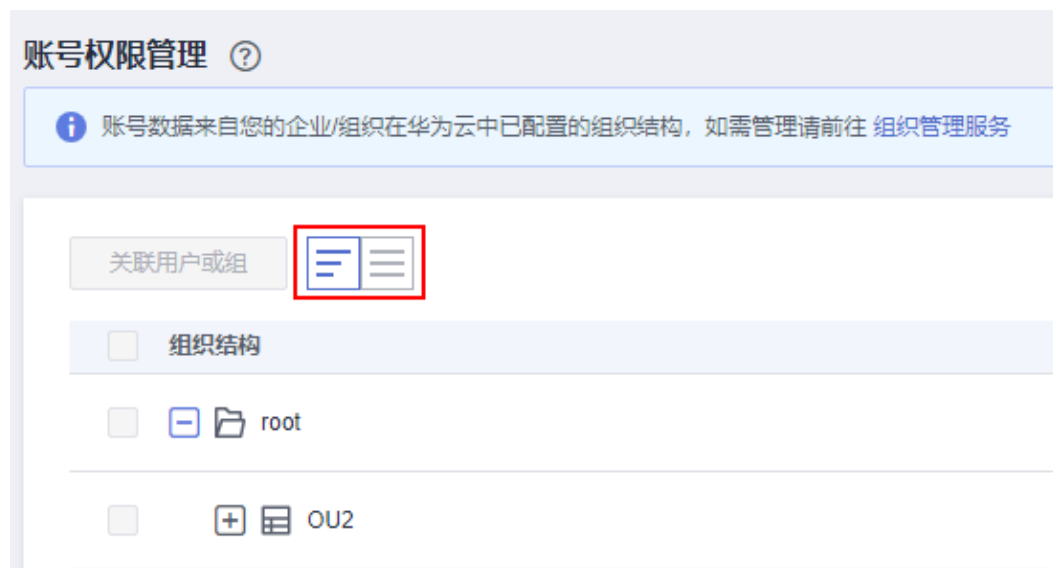 账号权限管理
账号数据来自您的企业/组织在华为云中已配置的组织结构，如需管理请前往 组织管理服务
关联用户或组
组织结构
root
OU2